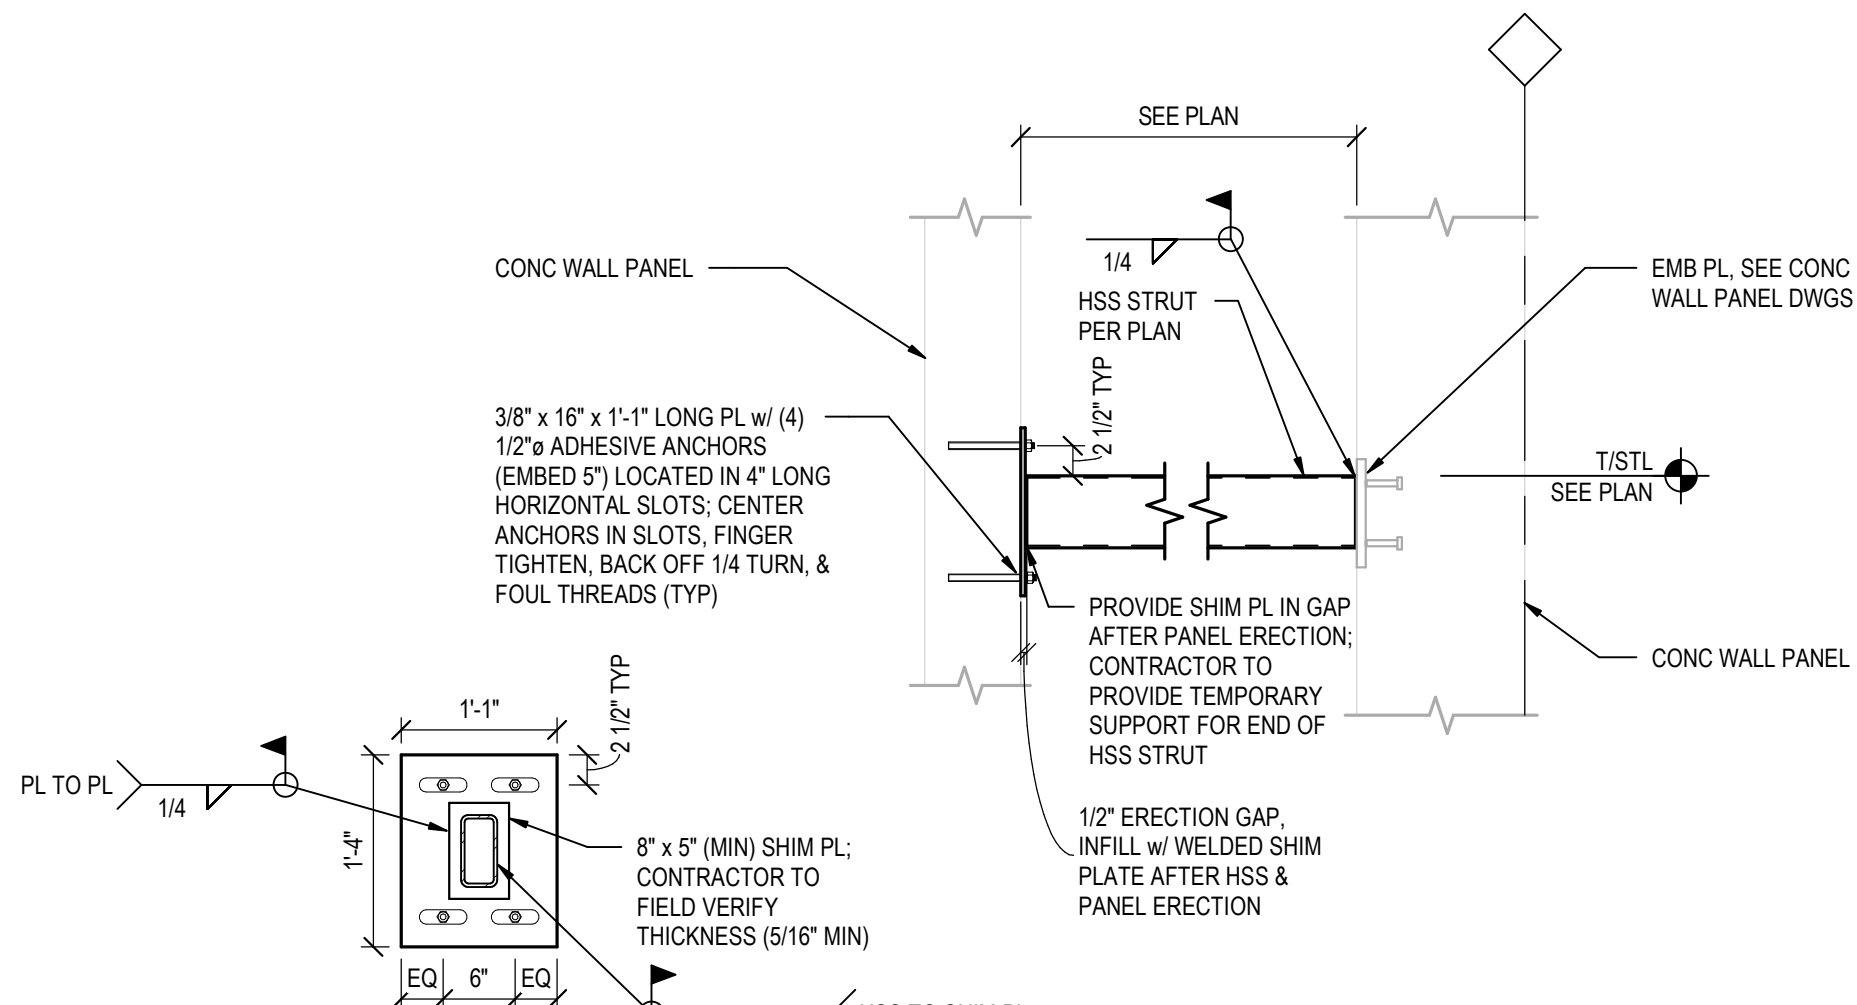 SEE PLAN
1/4
CONC WALL PANEL
HSS STRUT
PER PLAN
EMB PL, SEE CONC
WALL PANEL DWGS
2 1/2" TYP
3/8" x 16" x 1'-1" LONG PL w/ (4)
1/2"ø ADHESIVE ANCHORS
(EMBED 5") LOCATED IN 4" LONG
HORIZONTAL SLOTS; CENTER
ANCHORS IN SLOTS, FINGER
TIGHTEN, BACK OFF 1/4 TURN, &
FOUL THREADS (TYP)
T/STL
SEE PLAN
PROVIDE SHIM PL IN GAP
AFTER PANEL ERECTION;
CONTRACTOR TO
PROVIDE TEMPORARY
SUPPORT FOR END OF
HSS STRUT
CONC WALL PANEL
1'-1"
2 1/2" TYP
PL TO PL
1/4
1'-4"
8" x 5" (MIN) SHIM PL;
CONTRACTOR TO
FIELD VERIFY
THICKNESS (5/16" MIN)
1/2" ERECTION GAP,
INFILL w/ WELDED SHIM
PLATE AFTER HSS &
PANEL ERECTION
EQ
6"
EQ
HSS TO SHIM PL